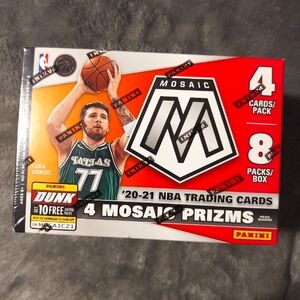 NBA
MOSAIC
M
4
CARDS/
PACK
8
PACKS/
BOX
LUKA
DONČIĆ
DALLAS
77
'20-21 NBA TRADING CARDS
4 MOSAIC PRIZMS
PANINI
DUNK
10 FREE
PANINI